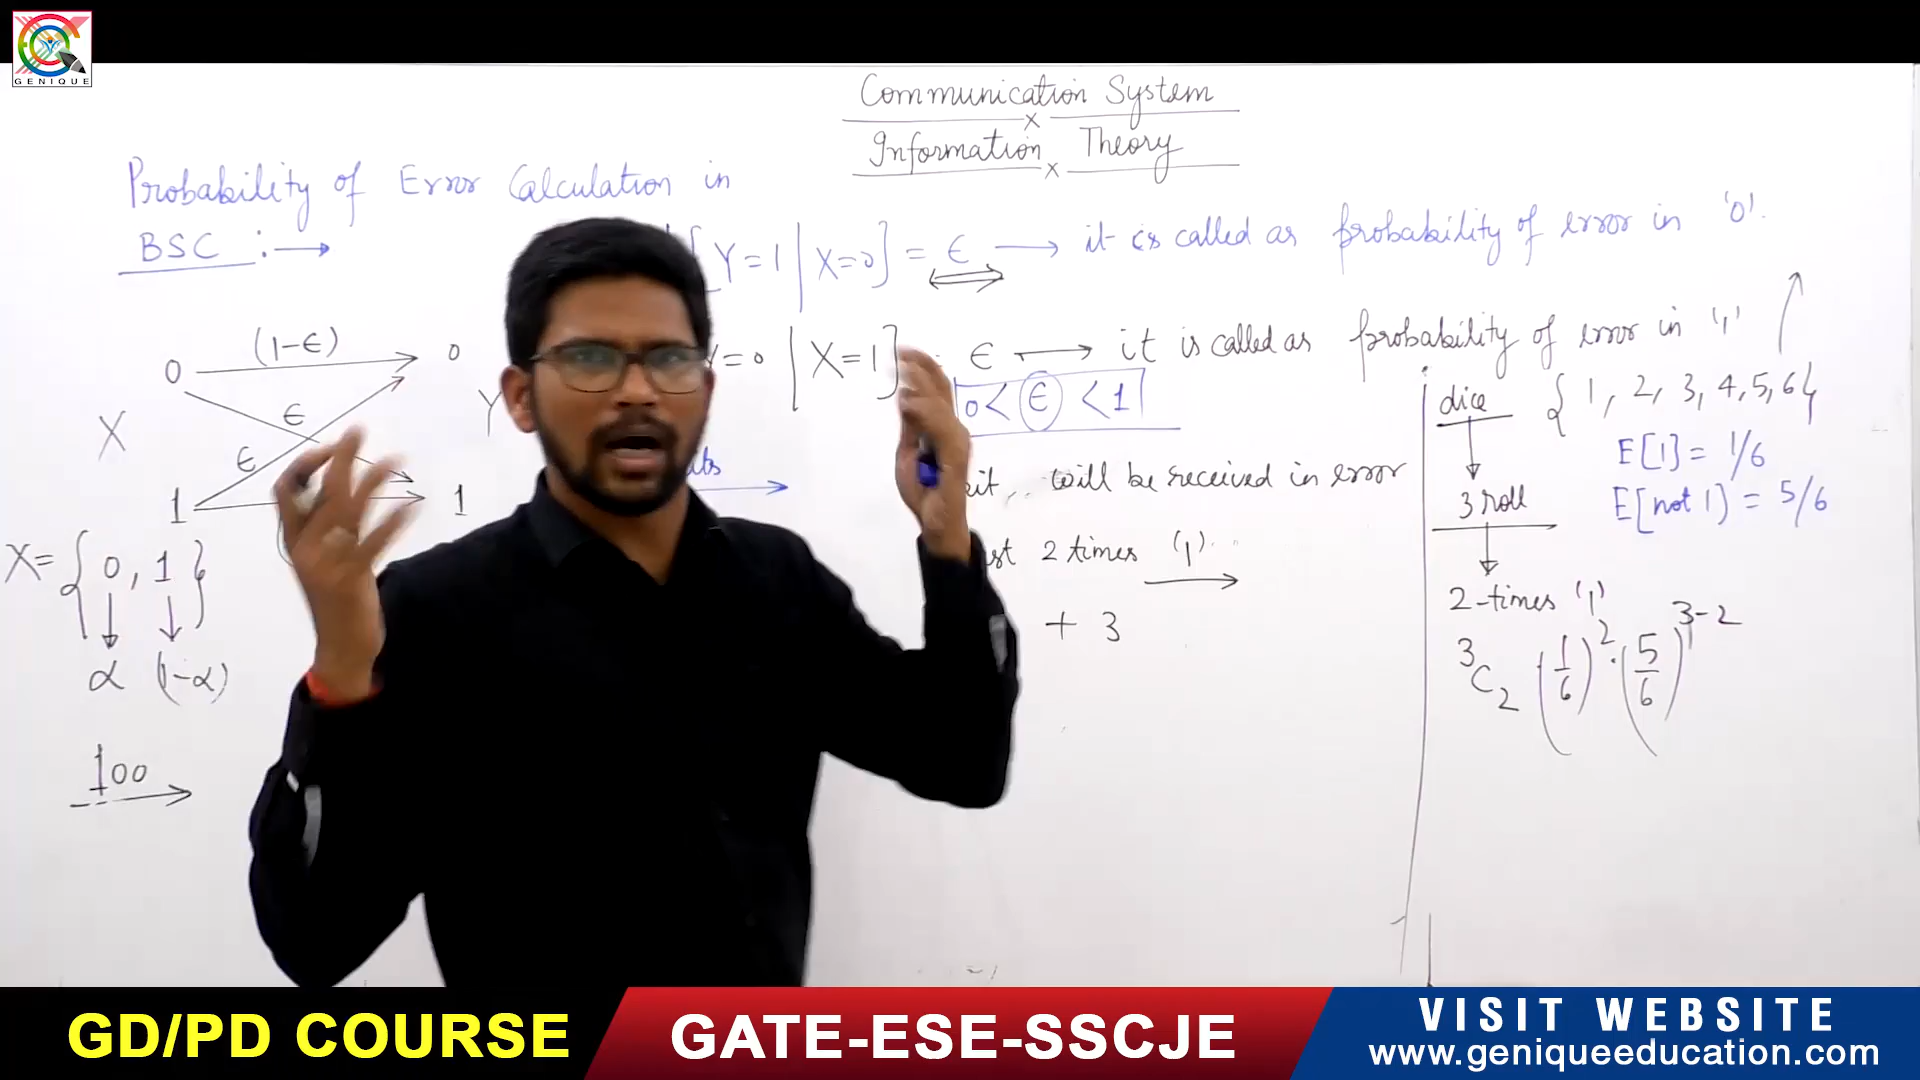 GENIQUE
Communication System
Information Theory
Probability of Error Calculation in
BSC :→
[Y=1 | X=0] = ϵ → it is called as probability of error in '0'.
Y=0 | X=1] = ϵ → it is called as probability of error in '1'
0 < ϵ < 1
0 (1-ϵ) 0
X ϵ Y
ϵ
1 1
X = {0, 1}
α (1-α)
100
will be received in error
2 times '1'
+ 3
dice {1, 2, 3, 4, 5, 6}
E[1] = 1/6
3 roll
E[not 1] = 5/6
2-times '1'
³C₂ (1/6)² · (5/6)³⁻²
GD/PD COURSE
GATE-ESE-SSCJE
VISIT WEBSITE
www.geniqueeducation.com